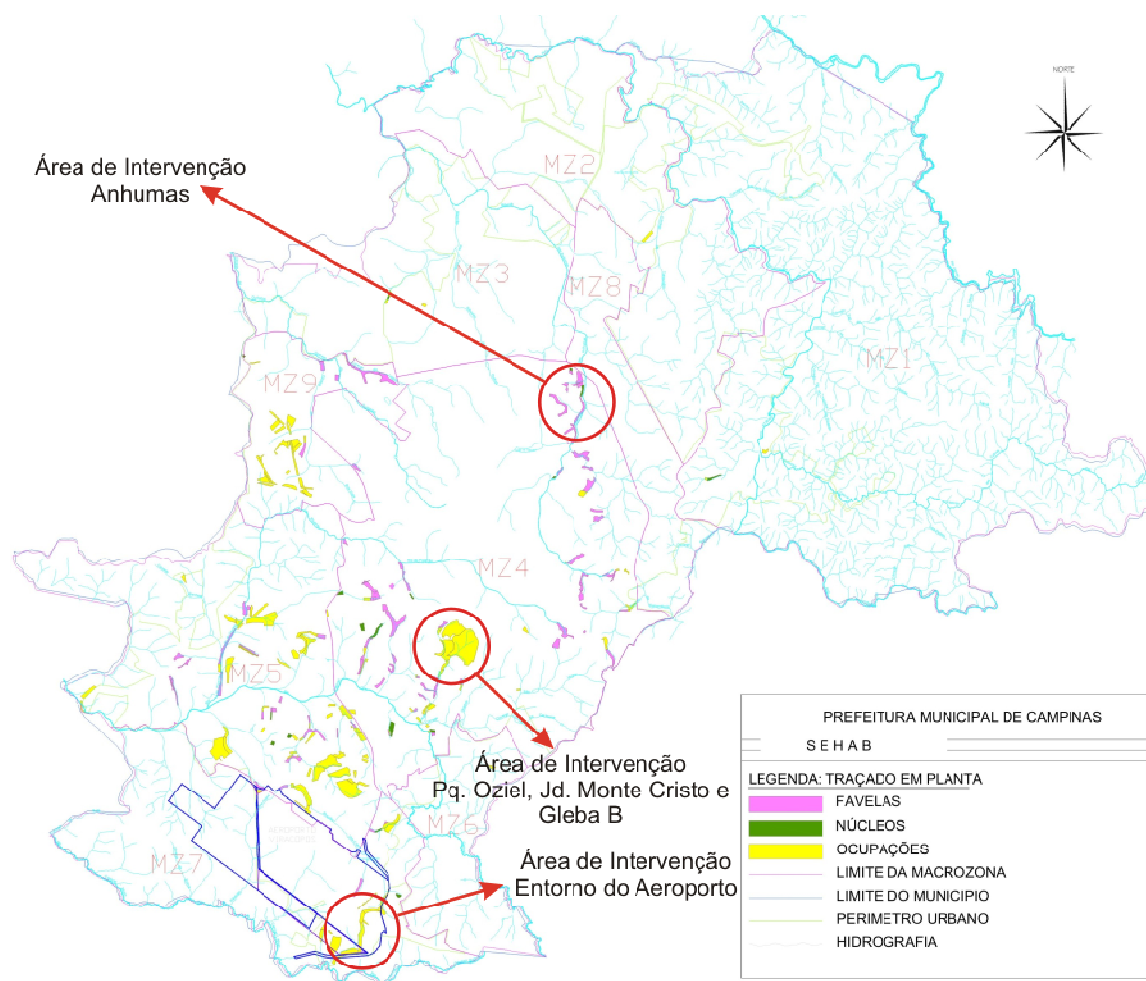 NORTE
MZ2
Área de Intervenção
Anhumas
MZ3
MZ8
MZ1
MZ9
MZ4
MZ5
Área de Intervenção
Pq. Oziel, Jd. Monte Cristo e
Gleba B
MZ6
MZ7
Área de Intervenção
Entorno do Aeroporto
PREFEITURA MUNICIPAL DE CAMPINAS
SEHAB
LEGENDA: TRAÇADO EM PLANTA
FAVELAS
NÚCLEOS
OCUPAÇÕES
LIMITE DA MACROZONA
LIMITE DO MUNICIPIO
PERIMETRO URBANO
HIDROGRAFIA